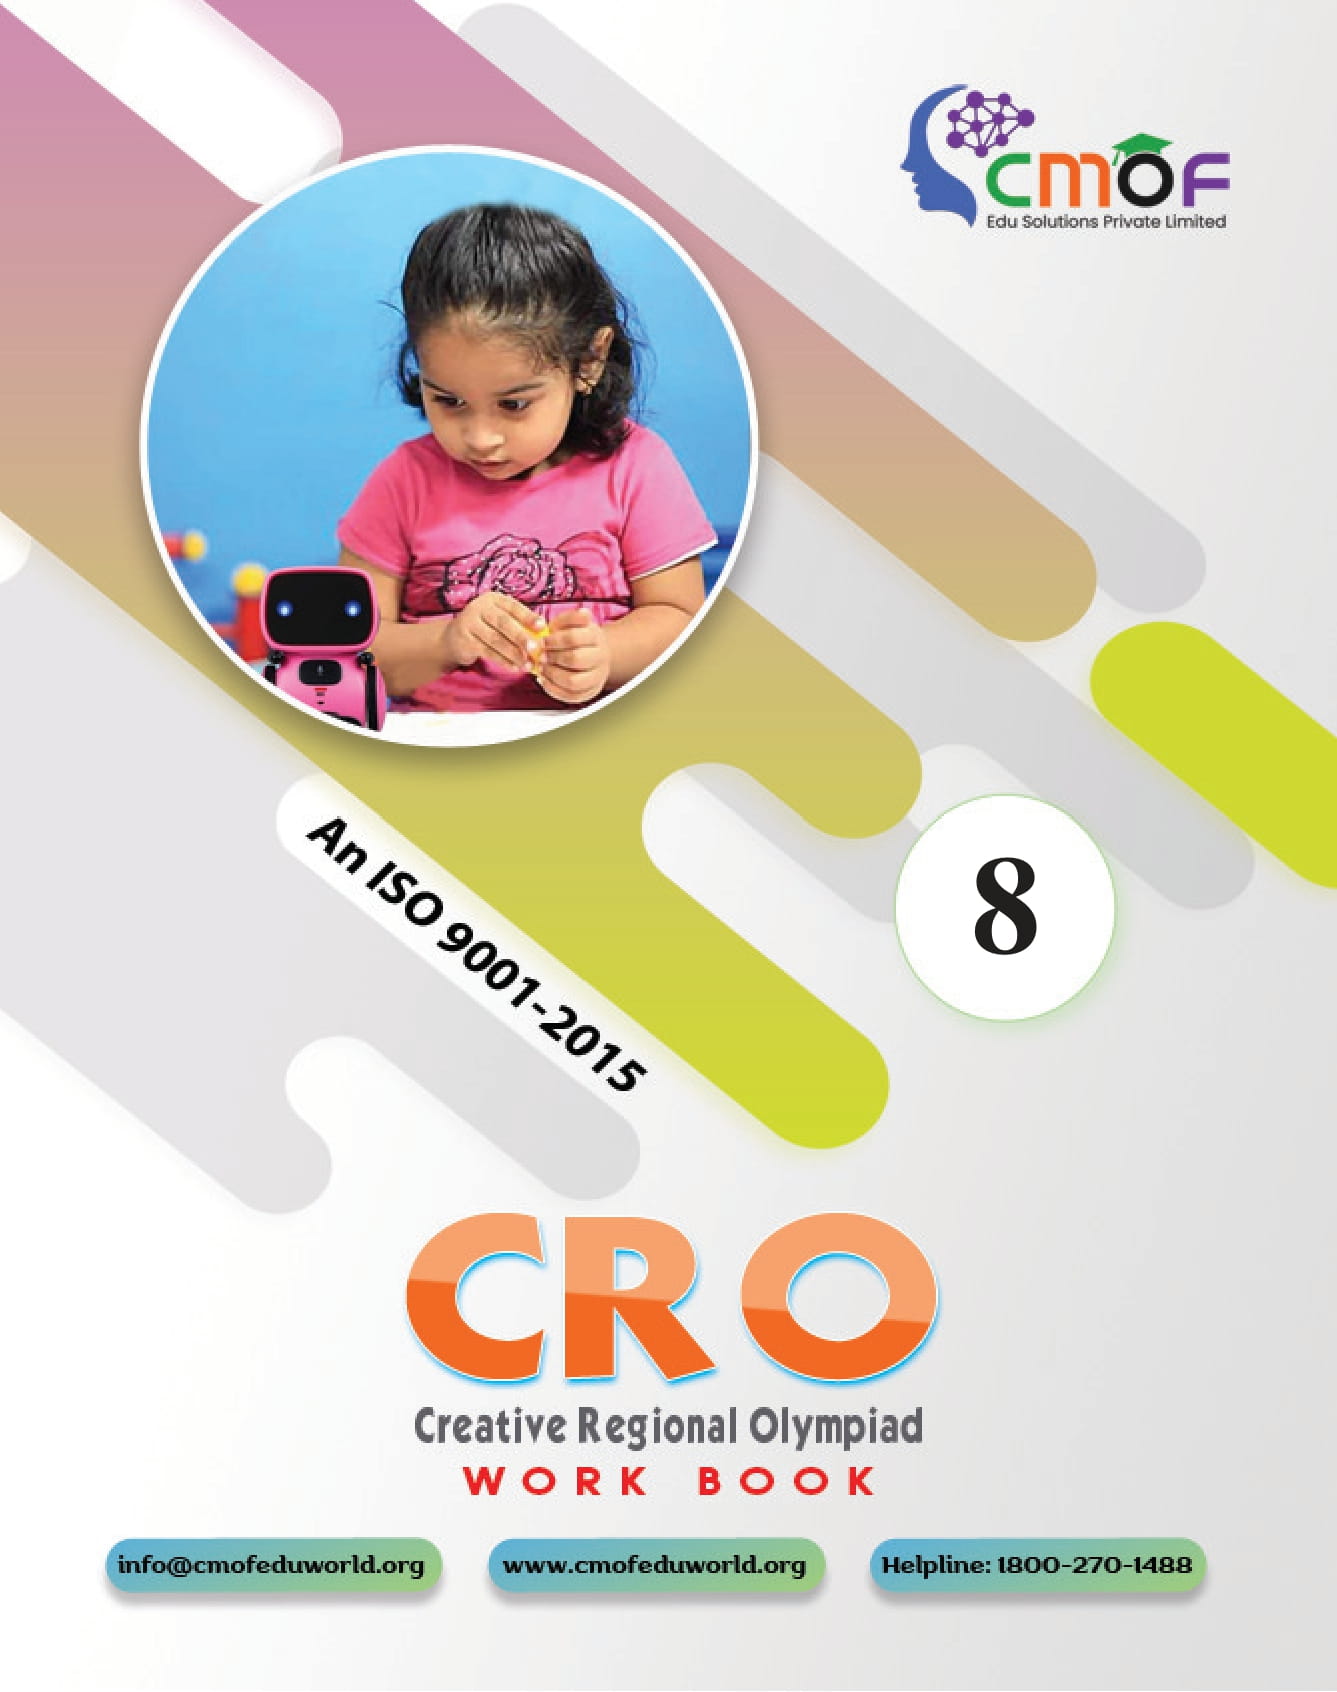 CMOF
Edu Solutions Private Limited
An ISO 9001-2015
8
CRO
Creative Regional Olympiad
WORK BOOK
info@cmofeduworld.org
www.cmofeduworld.org
Helpline: 1800-270-1488